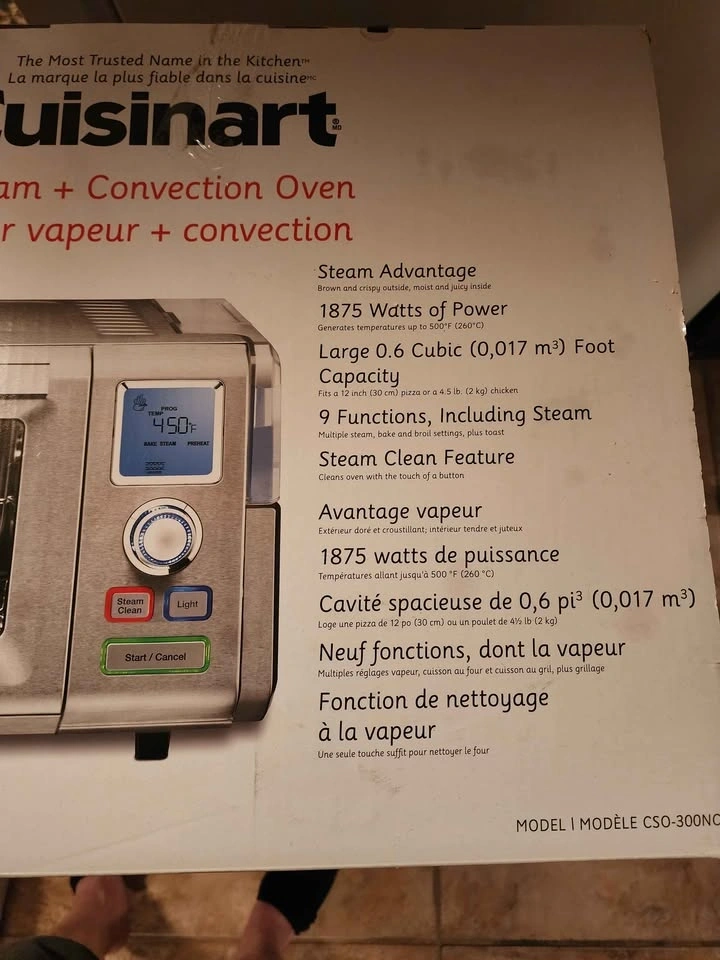 The Most Trusted Name in the Kitchen™
La marque la plus fiable dans la cuisineMC
Cuisinart®
MD
am + Convection Oven
r vapeur + convection
Steam Advantage
Brown and crispy outside, moist and juicy inside
1875 Watts of Power
Generates temperatures up to 500°F (260°C)
Large 0.6 Cubic (0,017 m³) Foot
Capacity
Fits a 12 inch (30 cm) pizza or a 4.5 lb. (2 kg) chicken
9 Functions, Including Steam
Multiple steam, bake and broil settings, plus toast
Steam Clean Feature
Cleans oven with the touch of a button
Avantage vapeur
Extérieur doré et croustillant; intérieur tendre et juteux
1875 watts de puissance
Températures allant jusqu'à 500 °F (260 °C)
Cavité spacieuse de 0,6 pi³ (0,017 m³)
Loge une pizza de 12 po (30 cm) ou un poulet de 4½ lb (2 kg)
Neuf fonctions, dont la vapeur
Multiples réglages vapeur, cuisson au four et cuisson au gril, plus grillage
Fonction de nettoyage
à la vapeur
Une seule touche suffit pour nettoyer le four
PROG
TEMP
450°F
BAKE STEAM PREHEAT
Steam
Clean
Light
Start / Cancel
MODEL | MODÈLE CSO-300NC